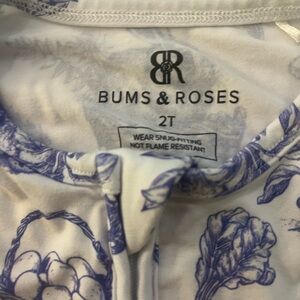 BR
BUMS & ROSES
2T
WEAR SNUG-FITTING
NOT FLAME RESISTANT